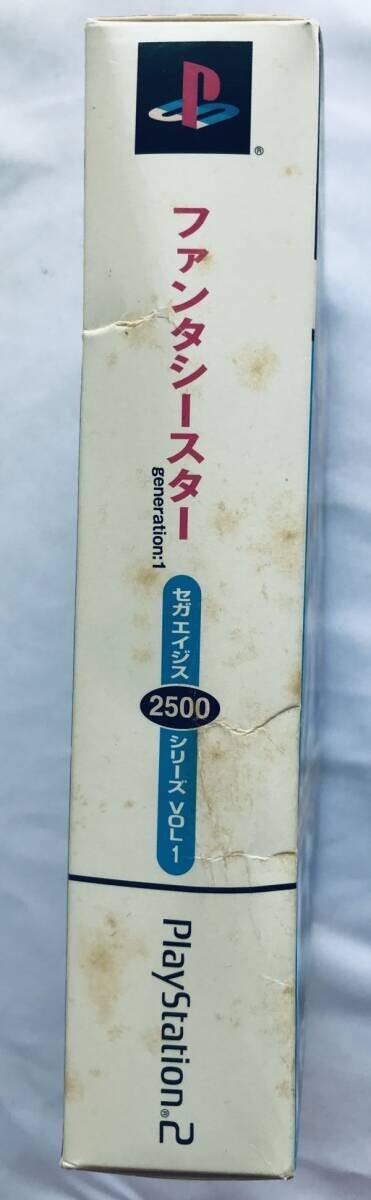 ®
ファンタシースター
generation:1
セガエイジス
2500
シリーズ VOL 1
PlayStation®2